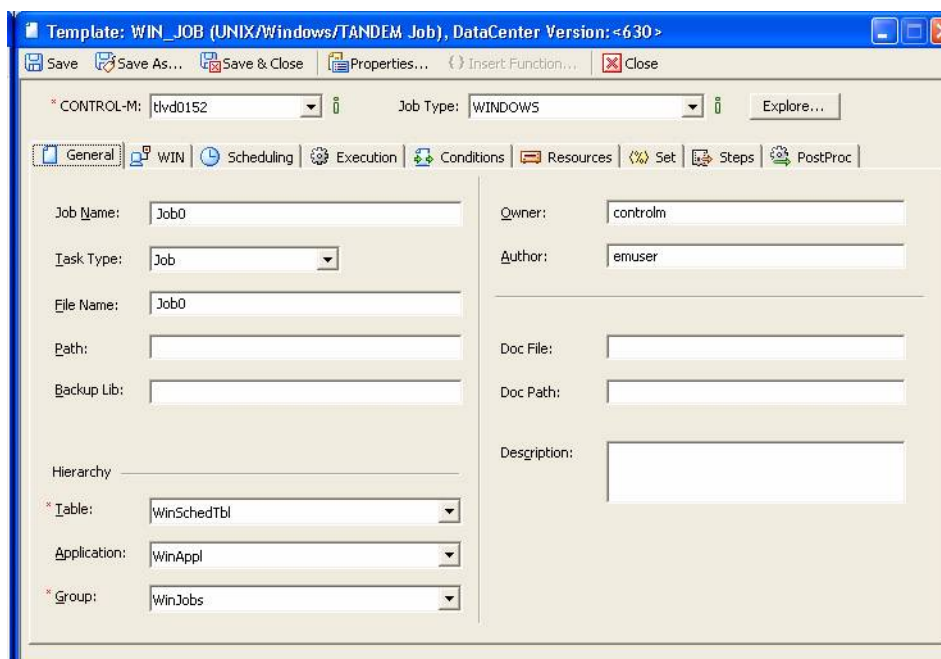 Template: WIN_JOB (UNIX/Windows/TANDEM Job), DataCenter Version:<630>
Save Save As... Save & Close Properties... {} Insert Function... Close
* CONTROL-M: tlvd0152 Job Type: WINDOWS Explore...
General WIN Scheduling Execution Conditions Resources Set Steps PostProc
Job Name: Job0 Owner: controlm
Task Type: Job Author: emuser
File Name: Job0
Path: Doc File:
Backup Lib: Doc Path:
Description:
Hierarchy
* Table: WinSchedTbl
Application: WinAppl
* Group: WinJobs